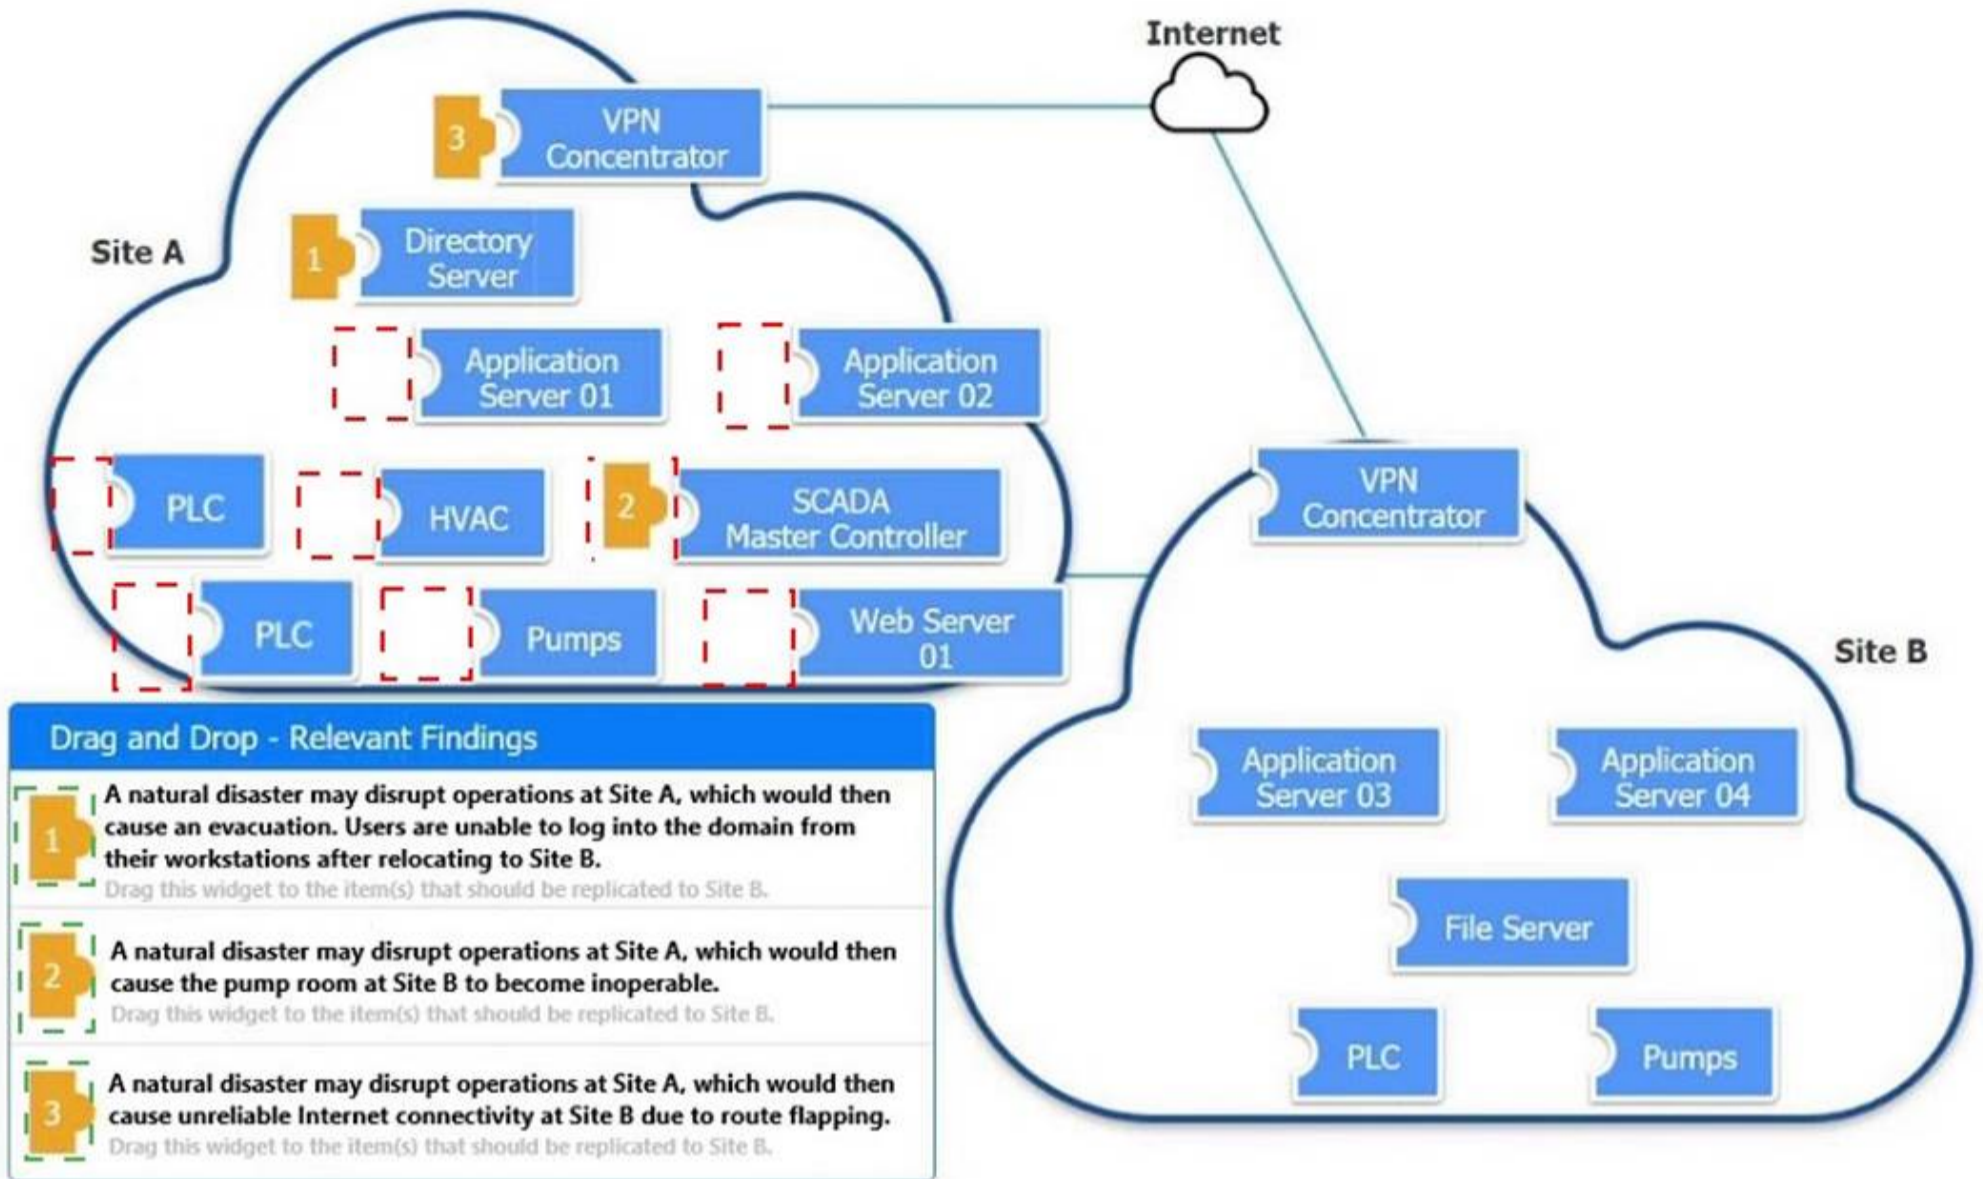 Internet
3
VPN
Concentrator
Site A
1
Directory
Server
Application
Server 01
Application
Server 02
PLC
HVAC
2
SCADA
Master Controller
PLC
Pumps
Web Server
01
VPN
Concentrator
Site B
Application
Server 03
Application
Server 04
File Server
PLC
Pumps
Drag and Drop - Relevant Findings
1
A natural disaster may disrupt operations at Site A, which would then
cause an evacuation. Users are unable to log into the domain from
their workstations after relocating to Site B.
Drag this widget to the item(s) that should be replicated to Site B.
2
A natural disaster may disrupt operations at Site A, which would then
cause the pump room at Site B to become inoperable.
Drag this widget to the item(s) that should be replicated to Site B.
3
A natural disaster may disrupt operations at Site A, which would then
cause unreliable Internet connectivity at Site B due to route flapping.
Drag this widget to the item(s) that should be replicated to Site B.